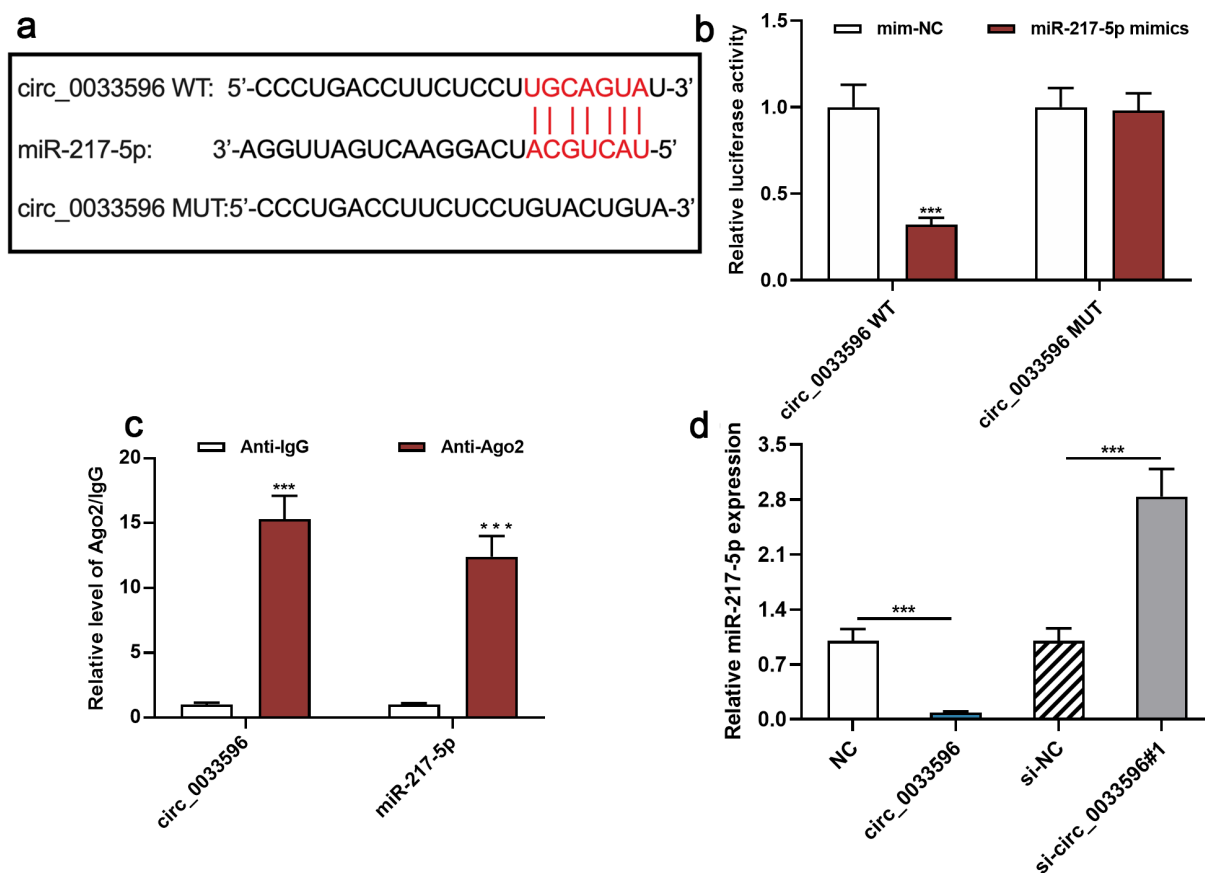 a
circ_0033596 WT: 5’-CCCUGACCUUCUCCUUGCAGUAU-3’
miR-217-5p: 3’-AGGUUAGUCAAGGACUACGUCAU-5’
circ_0033596 MUT:5’-CCCUGACCUUCUCCUGUACUGUA-3’
b
mim-NC miR-217-5p mimics
Relative luciferase activity
1.5
1.0
0.5
0.0
***
circ_0033596 WT
circ_0033596 MUT
c
Anti-IgG Anti-Ago2
Relative level of Ago2/IgG
20
15
10
5
0
***
***
circ_0033596
miR-217-5p
d
Relative miR-217-5p expression
3.5
2.8
2.1
1.4
0.7
0.0
***
***
NC
circ_0033596
si-NC
si-circ_0033596#1